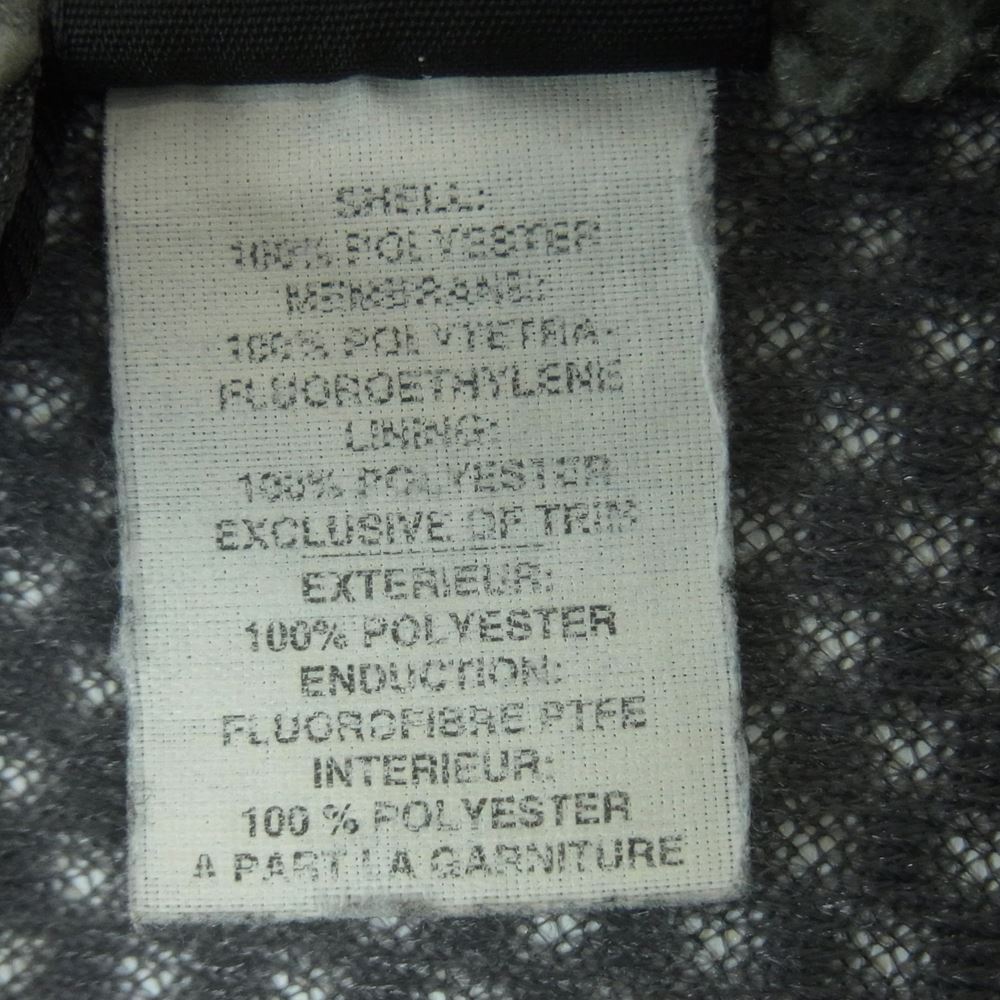 SHELL:
100% POLYESTER
MEMBRANE:
100% POLYTETRA-
FLUOROETHYLENE
LINING:
100% POLYESTER
EXCLUSIVE OF TRIM
EXTERIEUR:
100% POLYESTER
ENDUCTION:
FLUOROFIBRE PTFE
INTERIEUR:
100 % POLYESTER
A PART LA GARNITURE